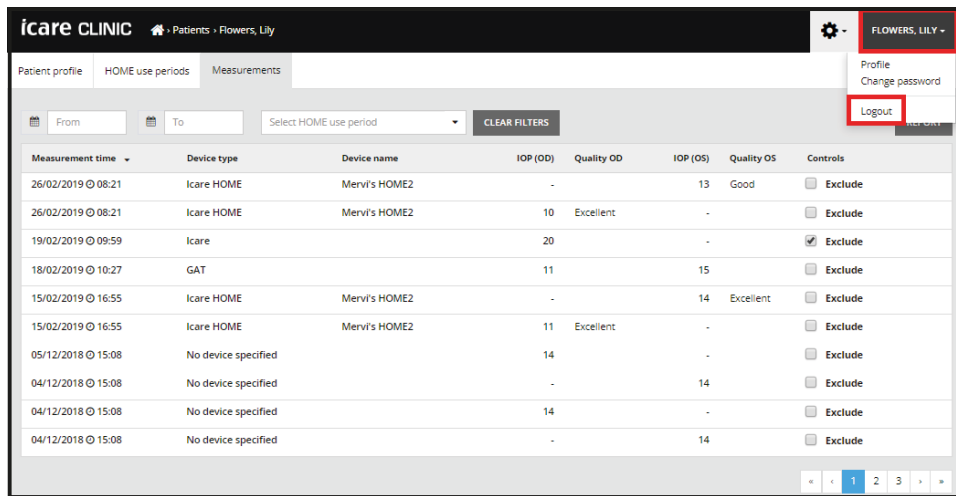 icare CLINIC › Patients › Flowers, Lily FLOWERS, LILY
Patient profile HOME use periods Measurements Profile
Change password
Logout
From To Select HOME use period CLEAR FILTERS REPORT
Measurement time Device type Device name IOP (OD) Quality OD IOP (OS) Quality OS Controls
26/02/2019 08:21 Icare HOME Mervi's HOME2 - 13 Good Exclude
26/02/2019 08:21 Icare HOME Mervi's HOME2 10 Excellent - Exclude
19/02/2019 09:59 Icare 20 - Exclude
18/02/2019 10:27 GAT 11 15 Exclude
15/02/2019 16:55 Icare HOME Mervi's HOME2 - 14 Excellent Exclude
15/02/2019 16:55 Icare HOME Mervi's HOME2 11 Excellent - Exclude
05/12/2018 15:08 No device specified 14 - Exclude
04/12/2018 15:08 No device specified - 14 Exclude
04/12/2018 15:08 No device specified 14 - Exclude
04/12/2018 15:08 No device specified - 14 Exclude
« ‹ 1 2 3 › »